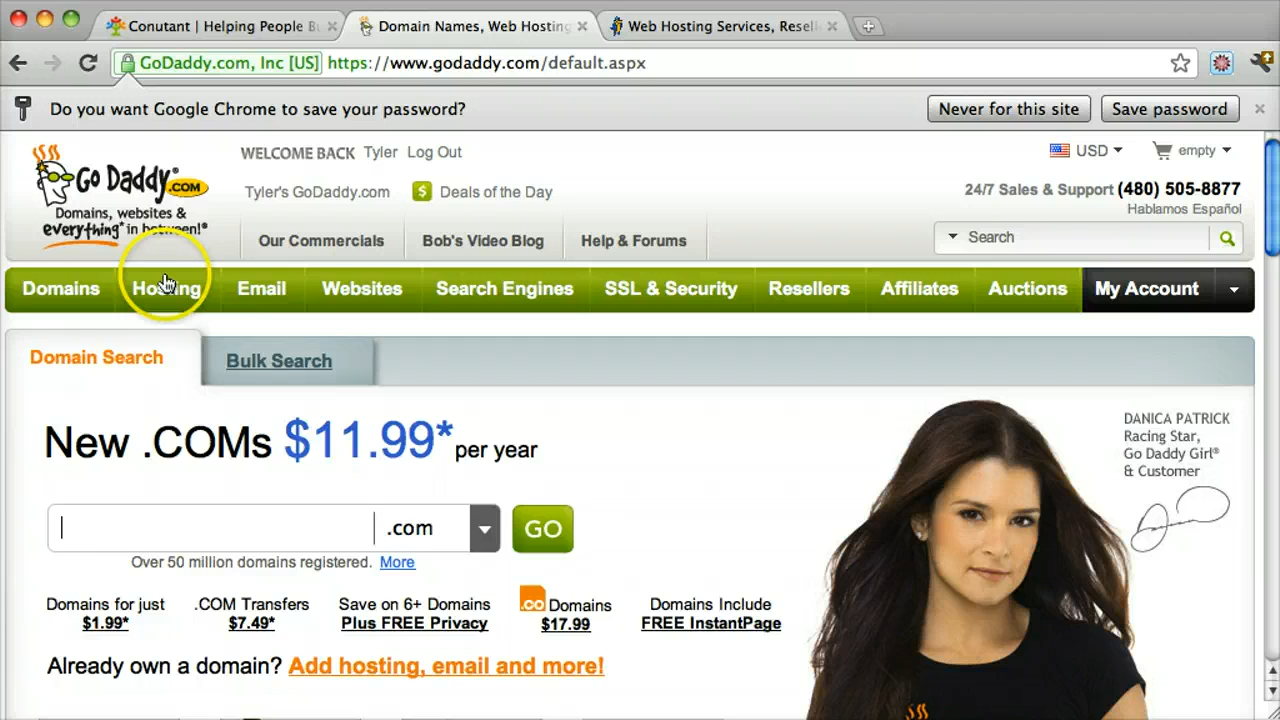 Conutant | Helping People Bu
Domain Names, Web Hosting
Web Hosting Services, Resell
GoDaddy.com, Inc [US] https://www.godaddy.com/default.aspx
Do you want Google Chrome to save your password?
Never for this site
Save password
WELCOME BACK Tyler Log Out
USD
empty
Go Daddy .COM
Domains, websites &
everything* in between!®
Tyler's GoDaddy.com
$ Deals of the Day
24/7 Sales & Support (480) 505-8877
Hablamos Español
Our Commercials
Bob's Video Blog
Help & Forums
Search
Domains Hosting Email Websites Search Engines SSL & Security Resellers Affiliates Auctions My Account
Domain Search
Bulk Search
New .COMs $11.99* per year
DANICA PATRICK
Racing Star,
Go Daddy Girl®
& Customer
.com
GO
Over 50 million domains registered. More
Domains for just
$1.99*
.COM Transfers
$7.49*
Save on 6+ Domains
Plus FREE Privacy
.co Domains
$17.99
Domains Include
FREE InstantPage
Already own a domain? Add hosting, email and more!